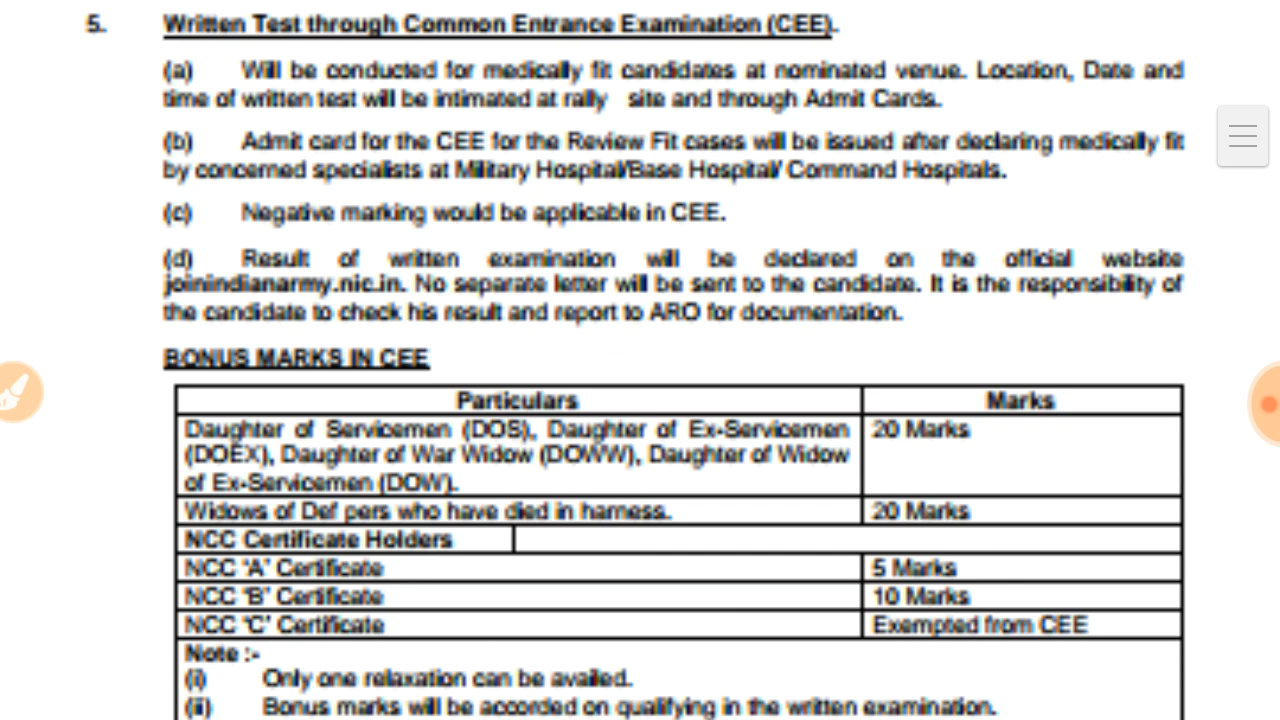 5. Written Test through Common Entrance Examination (CEE).
(a) Will be conducted for medically fit candidates at nominated venue. Location, Date and
time of written test will be intimated at rally site and through Admit Cards.
(b) Admit card for the CEE for the Review Fit cases will be issued after declaring medically fit
by concerned specialists at Military Hospital/Base Hospital/ Command Hospitals.
(c) Negative marking would be applicable in CEE.
(d) Result of written examination will be declared on the official website
joinindianarmy.nic.in. No separate letter will be sent to the candidate. It is the responsibility of
the candidate to check his result and report to ARO for documentation.
BONUS MARKS IN CEE
Particulars Marks
Daughter of Servicemen (DOS), Daughter of Ex-Servicemen 20 Marks
(DOEX), Daughter of War Widow (DOWW), Daughter of Widow
of Ex-Servicemen (DOW).
Widows of Def pers who have died in harness. 20 Marks
NCC Certificate Holders
NCC 'A' Certificate 5 Marks
NCC 'B' Certificate 10 Marks
NCC 'C' Certificate Exempted from CEE
Note :-
(i) Only one relaxation can be availed.
(ii) Bonus marks will be accorded on qualifying in the written examination.